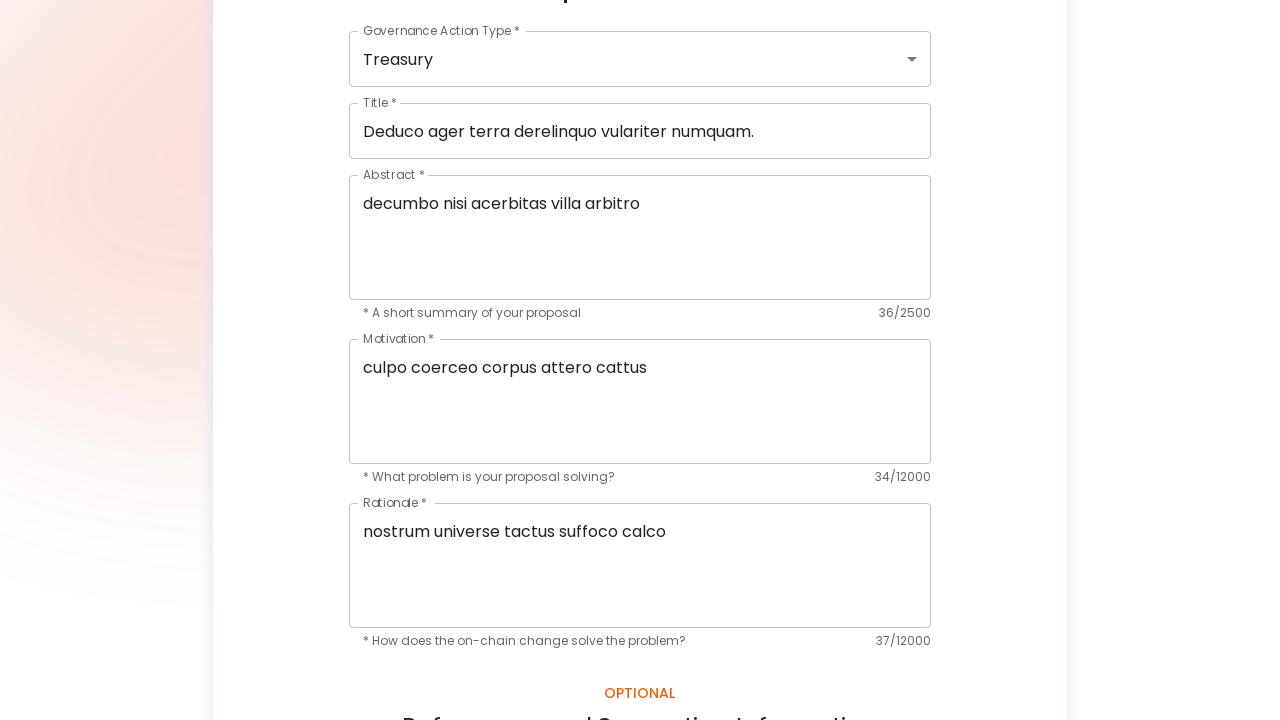 Governance Action Type *
Treasury
Title *
Deduco ager terra derelinquo vulariter numquam.
Abstract *
decumbo nisi acerbitas villa arbitro
* A short summary of your proposal 36/2500
Motivation *
culpo coerceo corpus attero cattus
* What problem is your proposal solving? 34/12000
Rationale *
nostrum universe tactus suffoco calco
* How does the on-chain change solve the problem? 37/12000
OPTIONAL